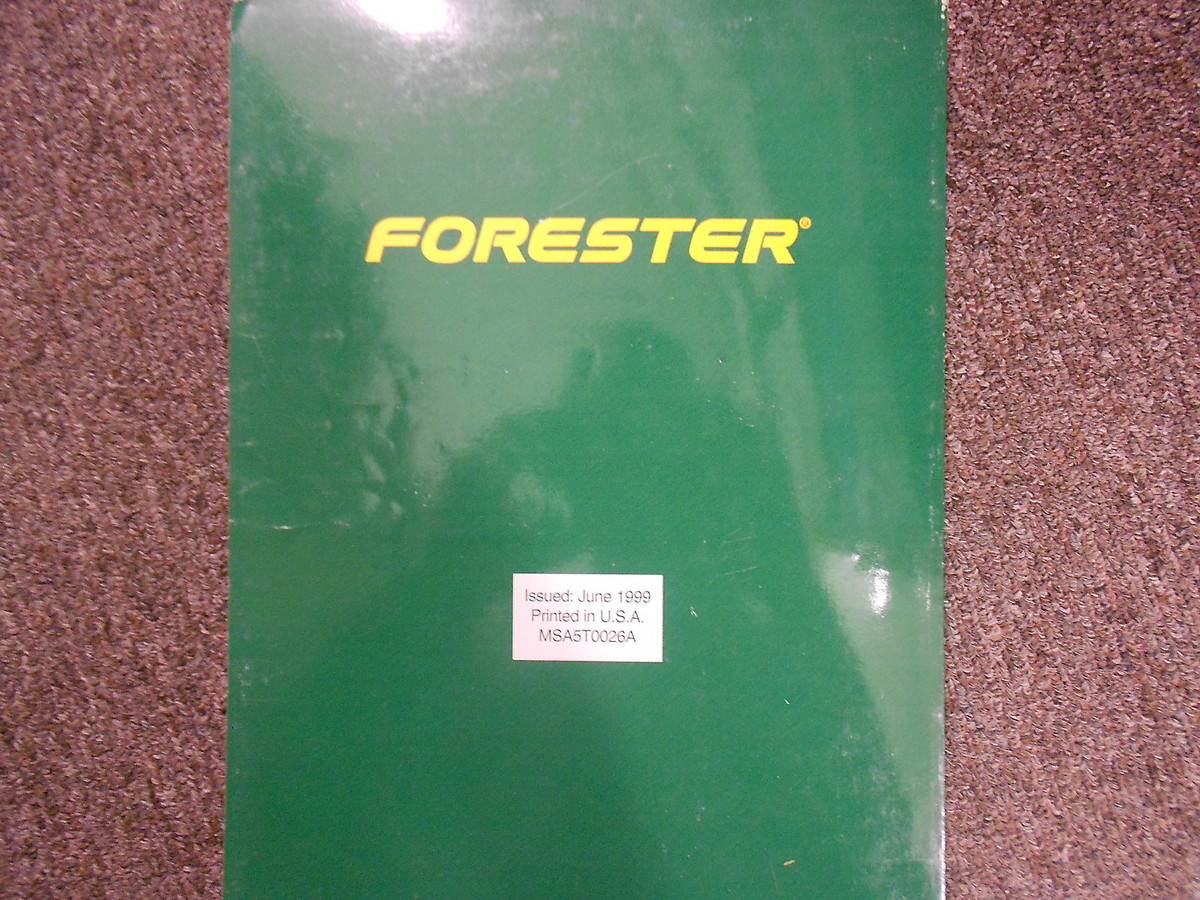 FORESTER®
Issued: June 1999
Printed in U.S.A.
MSA5T0026A